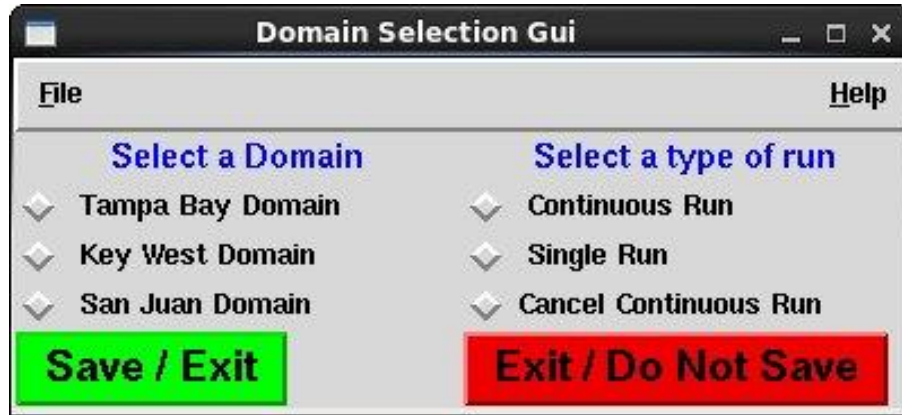 Domain Selection Gui
File Help
Select a Domain Select a type of run
Tampa Bay Domain Continuous Run
Key West Domain Single Run
San Juan Domain Cancel Continuous Run
Save / Exit Exit / Do Not Save